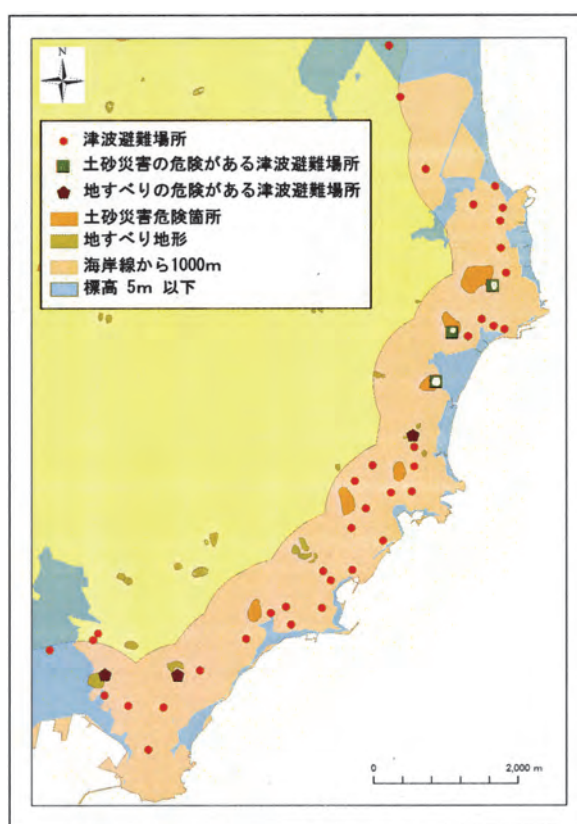 N
津波避難場所
土砂災害の危険がある津波避難場所
地すべりの危険がある津波避難場所
土砂災害危険箇所
地すべり地形
海岸線から1000m
標高 5m 以下
0 2,000 m